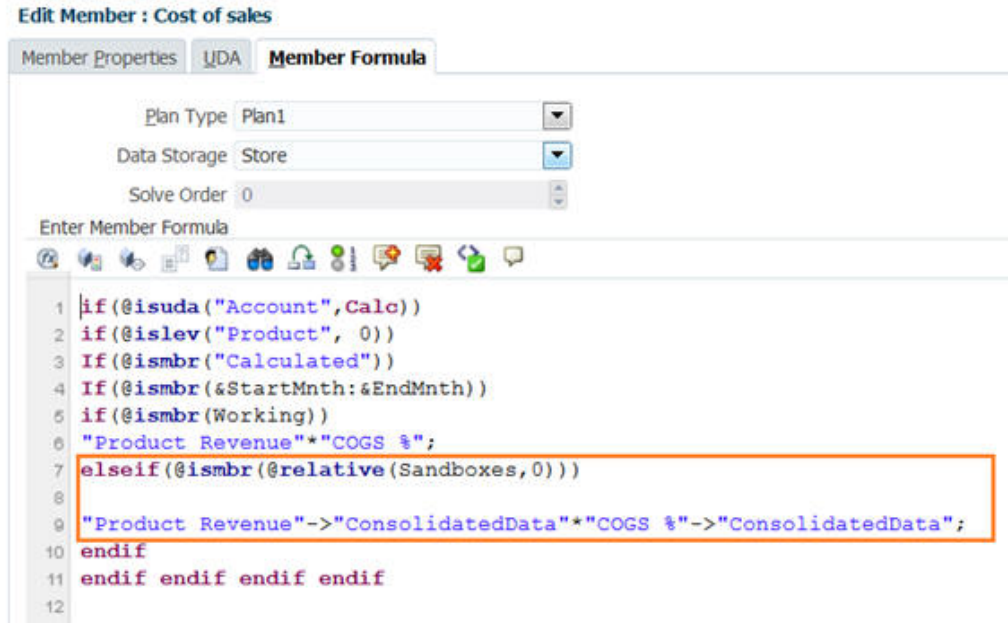 Edit Member : Cost of sales
Member Properties UDA Member Formula
Plan Type Plan1
Data Storage Store
Solve Order 0
Enter Member Formula
1 if(@isuda("Account",Calc))
2 if(@islev("Product", 0))
3 If(@ismbr("Calculated"))
4 If(@ismbr(&StartMnth:&EndMnth))
5 if(@ismbr(Working))
6 "Product Revenue"*"COGS %";
7 elseif(@ismbr(@relative(Sandboxes,0)))
8
9 "Product Revenue"->"ConsolidatedData"*"COGS %"->"ConsolidatedData";
10 endif
11 endif endif endif endif
12